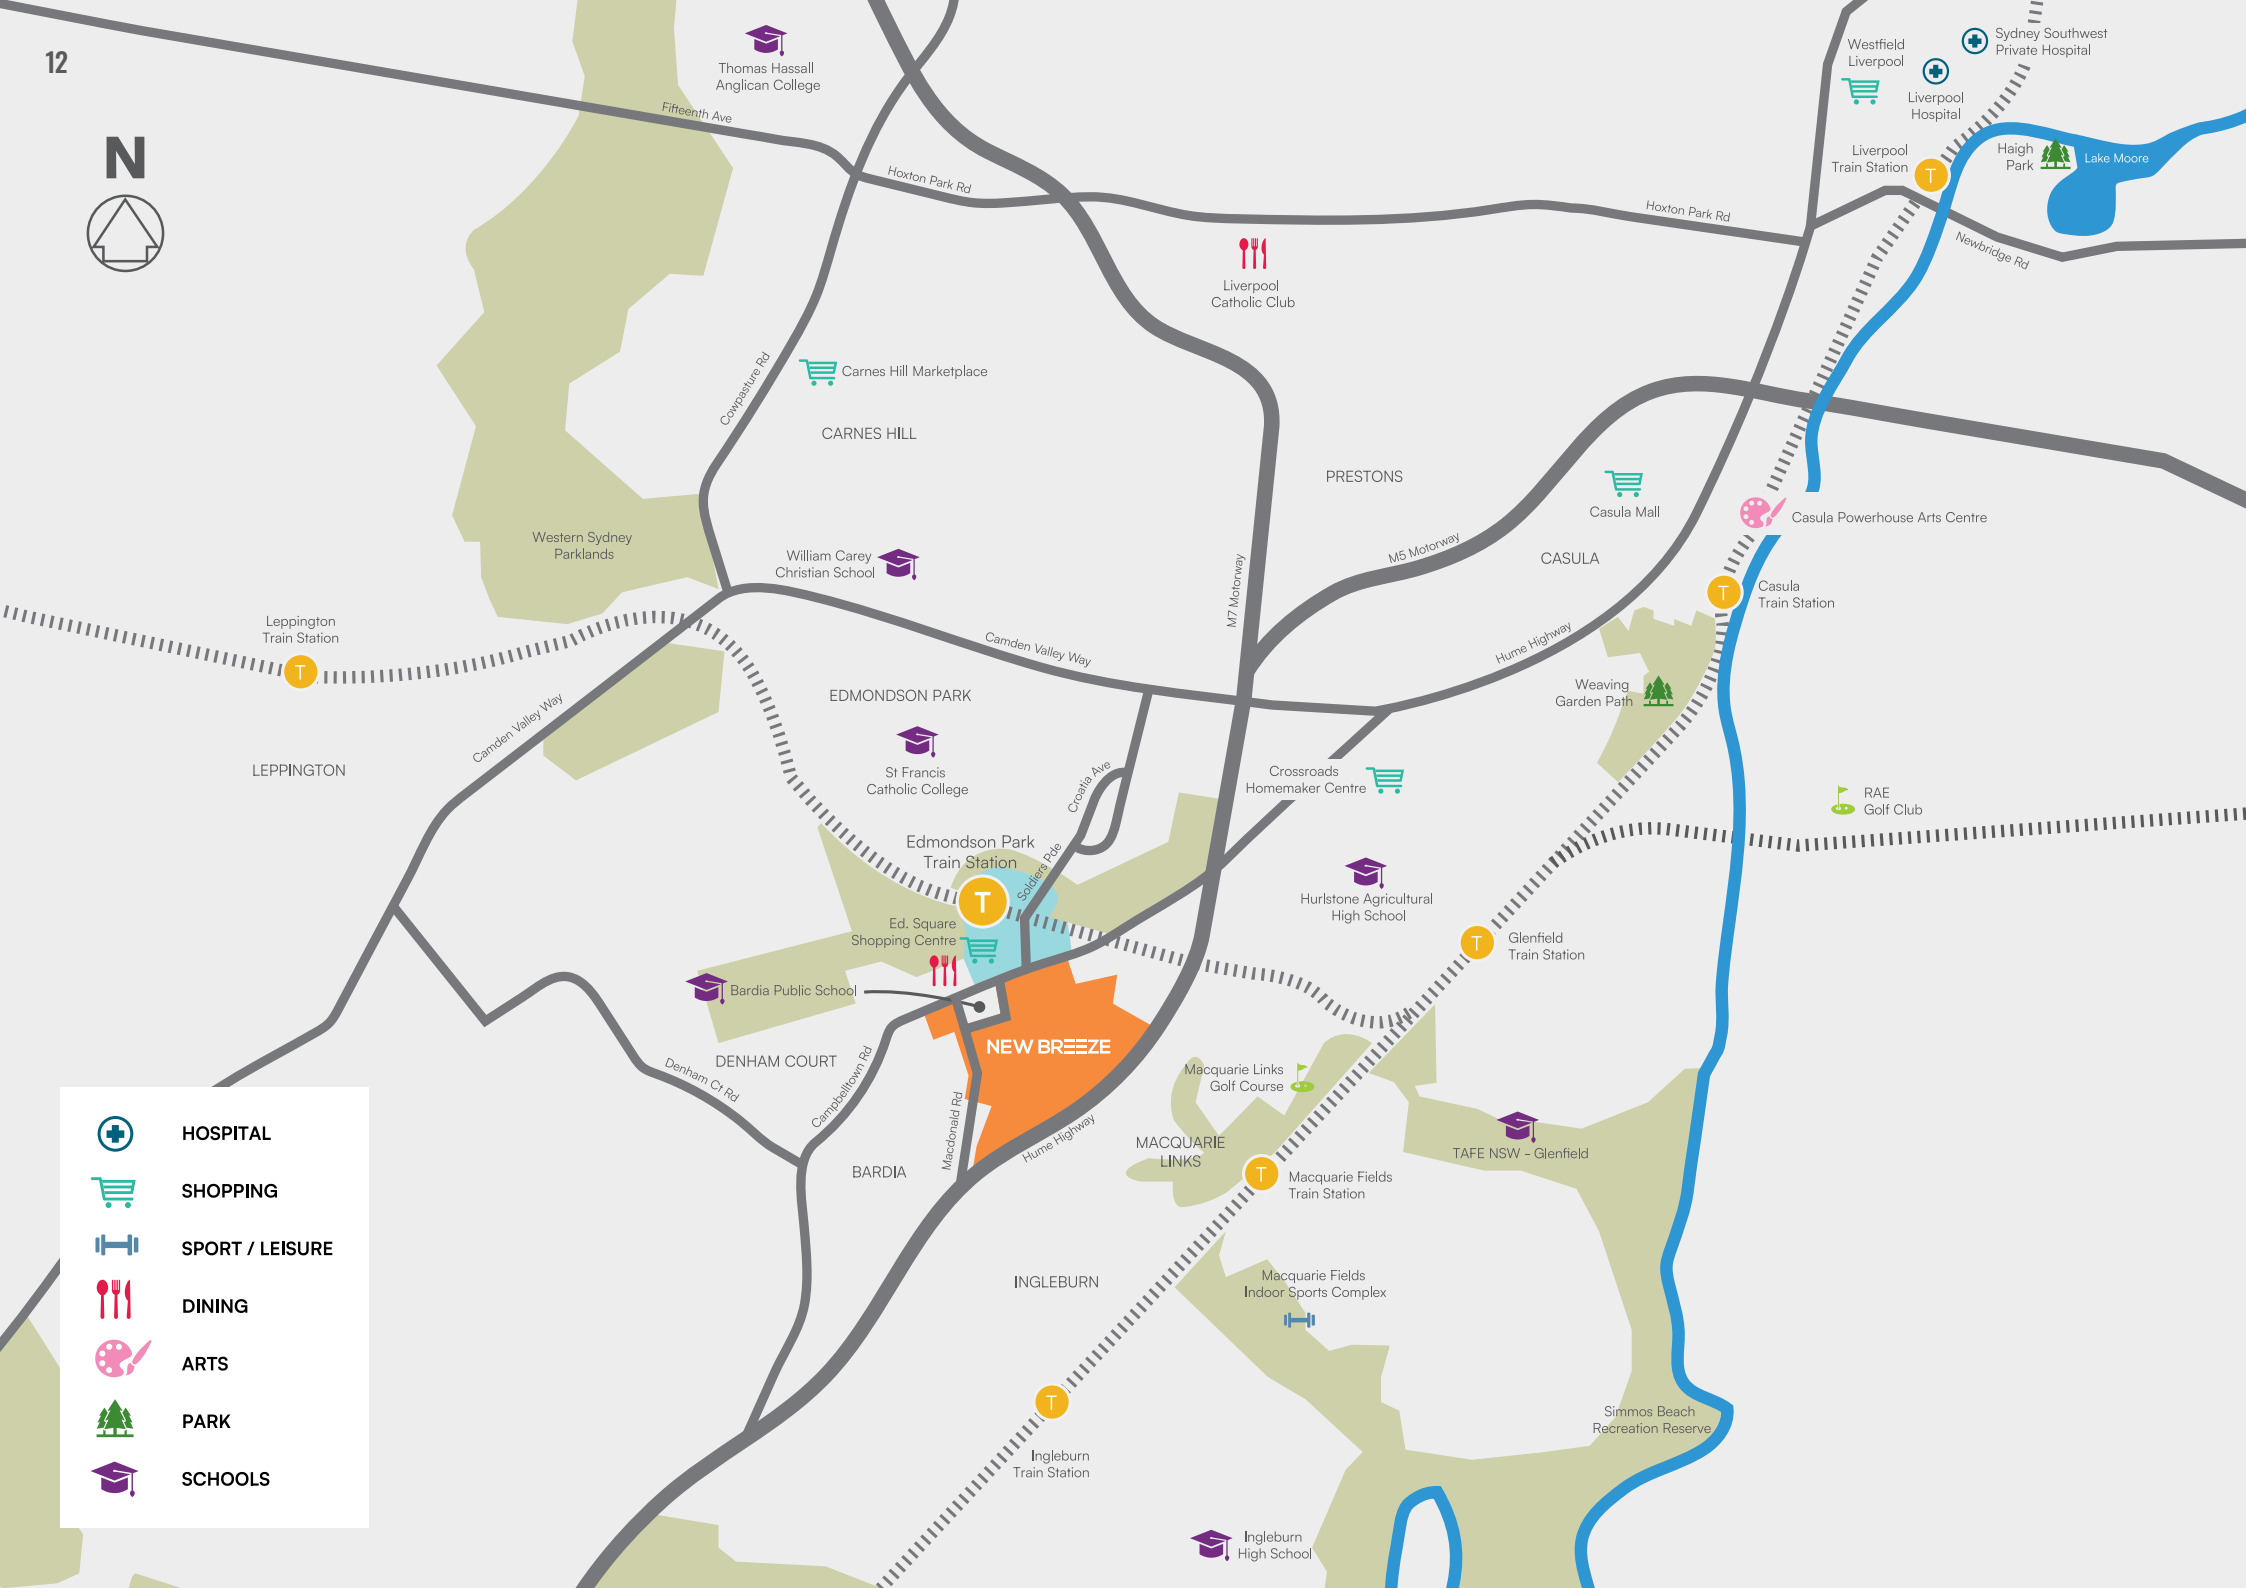 12
N
Thomas Hassall
Anglican College
Fifteenth Ave
Hoxton Park Rd
Westfield
Liverpool
Sydney Southwest
Private Hospital
Liverpool
Hospital
Liverpool
Train Station
T
Haigh
Park
Lake Moore
Hoxton Park Rd
Newbridge Rd
Liverpool
Catholic Club
Cowpasture Rd
Carnes Hill Marketplace
CARNES HILL
PRESTONS
Casula Mall
Casula Powerhouse Arts Centre
Western Sydney
Parklands
William Carey
Christian School
M7 Motorway
M5 Motorway
CASULA
T
Casula
Train Station
Leppington
Train Station
T
Camden Valley Way
Hume Highway
Weaving
Garden Path
EDMONDSON PARK
Camden Valley Way
LEPPINGTON
St Francis
Catholic College
Croatia Ave
Crossroads
Homemaker Centre
RAE
Golf Club
Edmondson Park
Train Station
T
Soldiers Pde
Hurlstone Agricultural
High School
Ed. Square
Shopping Centre
T
Glenfield
Train Station
Bardia Public School
NEW BREEZE
DENHAM COURT
Denham Ct Rd
Campbelltown Rd
Macdonald Rd
Hume Highway
Macquarie Links
Golf Course
MACQUARIE
LINKS
TAFE NSW - Glenfield
BARDIA
T
Macquarie Fields
Train Station
INGLEBURN
Macquarie Fields
Indoor Sports Complex
T
Ingleburn
Train Station
Simmos Beach
Recreation Reserve
Ingleburn
High School
HOSPITAL
SHOPPING
SPORT / LEISURE
DINING
ARTS
PARK
SCHOOLS